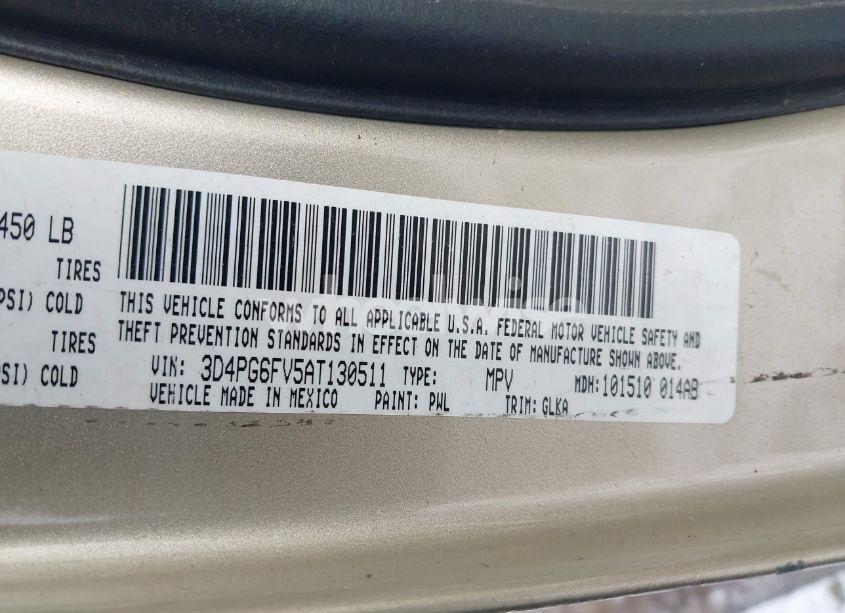 450 LB
TIRES
PSI) COLD
TIRES
SI) COLD
THIS VEHICLE CONFORMS TO ALL APPLICABLE U.S.A. FEDERAL MOTOR VEHICLE SAFETY AND
THEFT PREVENTION STANDARDS IN EFFECT ON THE DATE OF MANUFACTURE SHOWN ABOVE.
VIN: 3D4PG6FV5AT130511 TYPE: MPV MDH:101510 014AB
VEHICLE MADE IN MEXICO PAINT: PWL TRIM: GLKA